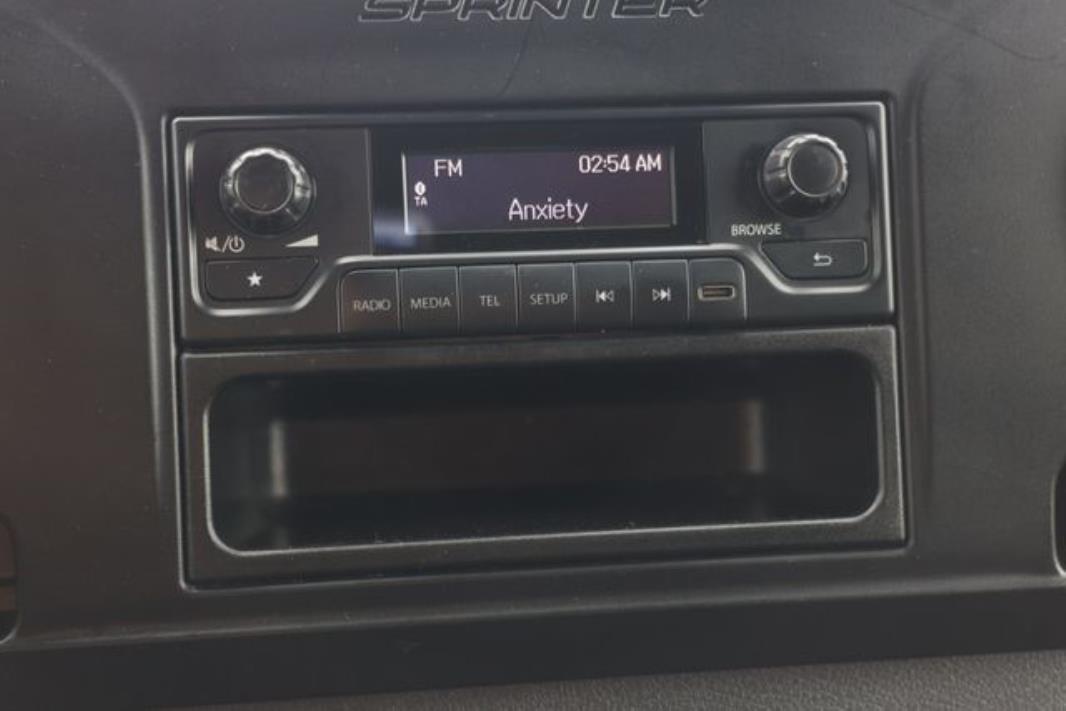 SPRINTER
FM 02:54 AM
TA
Anxiety
BROWSE
RADIO MEDIA TEL SETUP